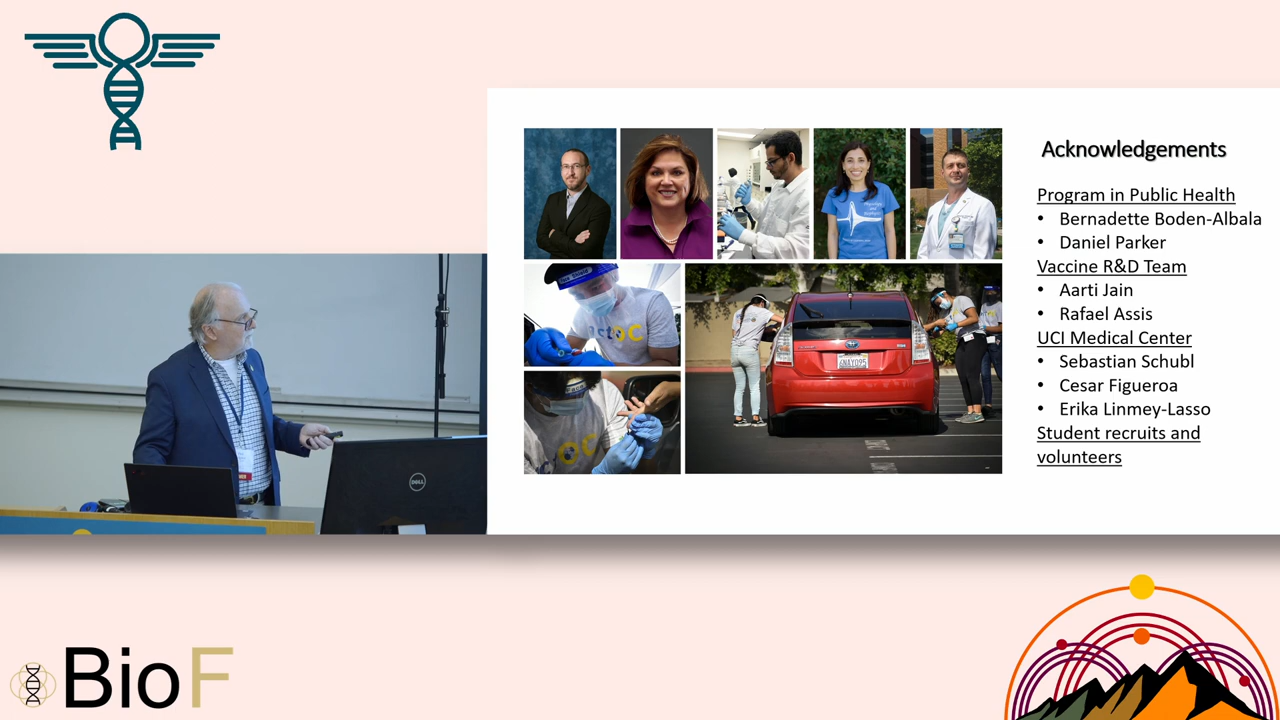 Acknowledgements
Program in Public Health
• Bernadette Boden-Albala
• Daniel Parker
Vaccine R&D Team
• Aarti Jain
• Rafael Assis
UCI Medical Center
• Sebastian Schubl
• Cesar Figueroa
• Erika Linmey-Lasso
Student recruits and
volunteers
DELL
BioF